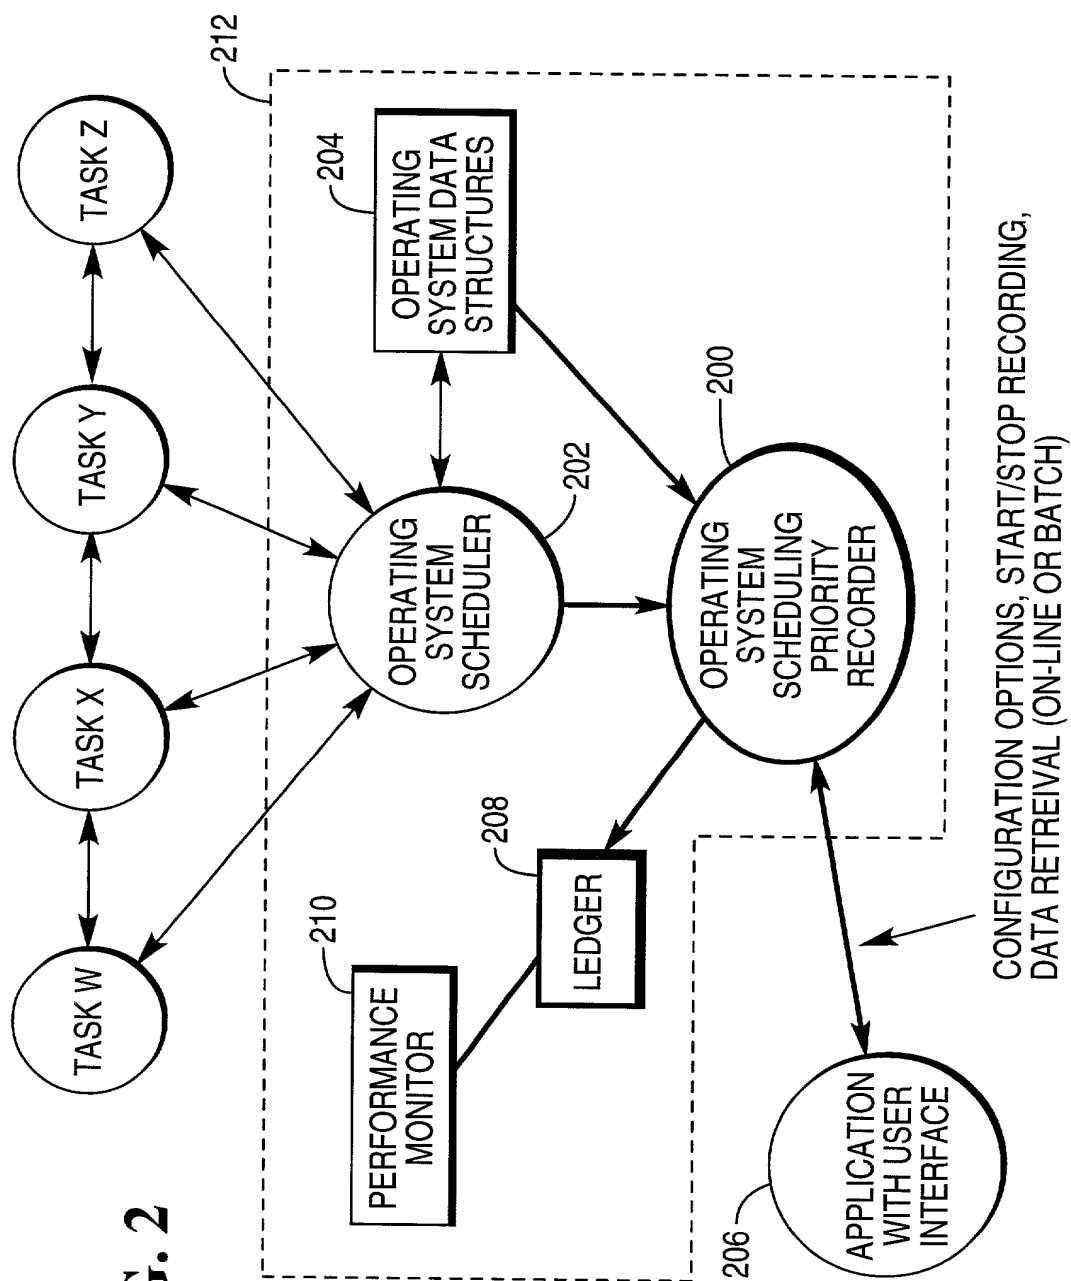 TASK W
TASK X
TASK Y
TASK Z
212
210
PERFORMANCE
MONITOR
208
LEDGER
OPERATING
SYSTEM
SCHEDULER
202
204
OPERATING
SYSTEM DATA
STRUCTURES
OPERATING
SYSTEM
SCHEDULING
PRIORITY
RECORDER
200
206
APPLICATION
WITH USER
INTERFACE
CONFIGURATION OPTIONS, START/STOP RECORDING,
DATA RETREIVAL (ON-LINE OR BATCH)
G. 2